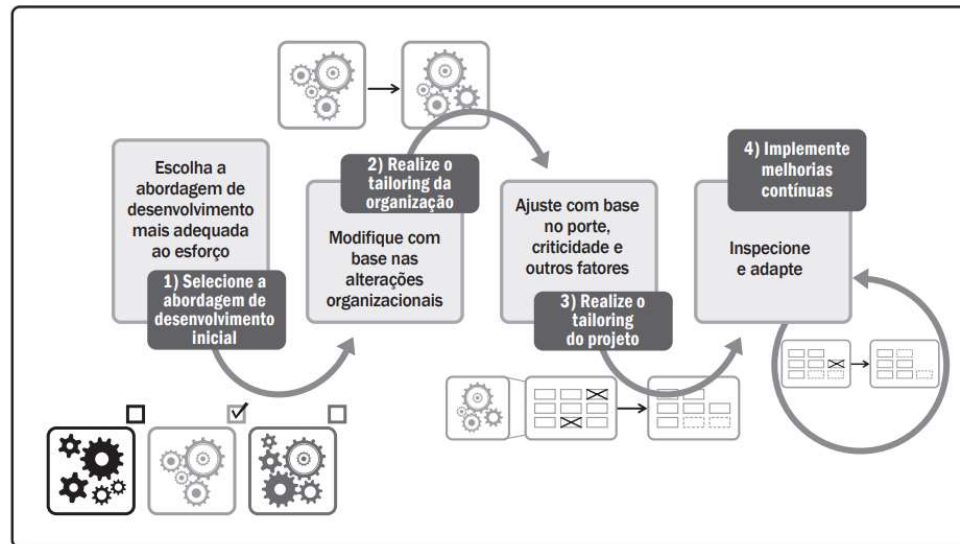 Escolha a
abordagem de
desenvolvimento
mais adequada
ao esforço
1) Selecione a
abordagem de
desenvolvimento
inicial
2) Realize o
tailoring da
organização
Modifique com
base nas
alterações
organizacionais
Ajuste com base
no porte,
criticidade e
outros fatores
3) Realize o
tailoring
do projeto
4) Implemente
melhorias
contínuas
Inspecione
e adapte